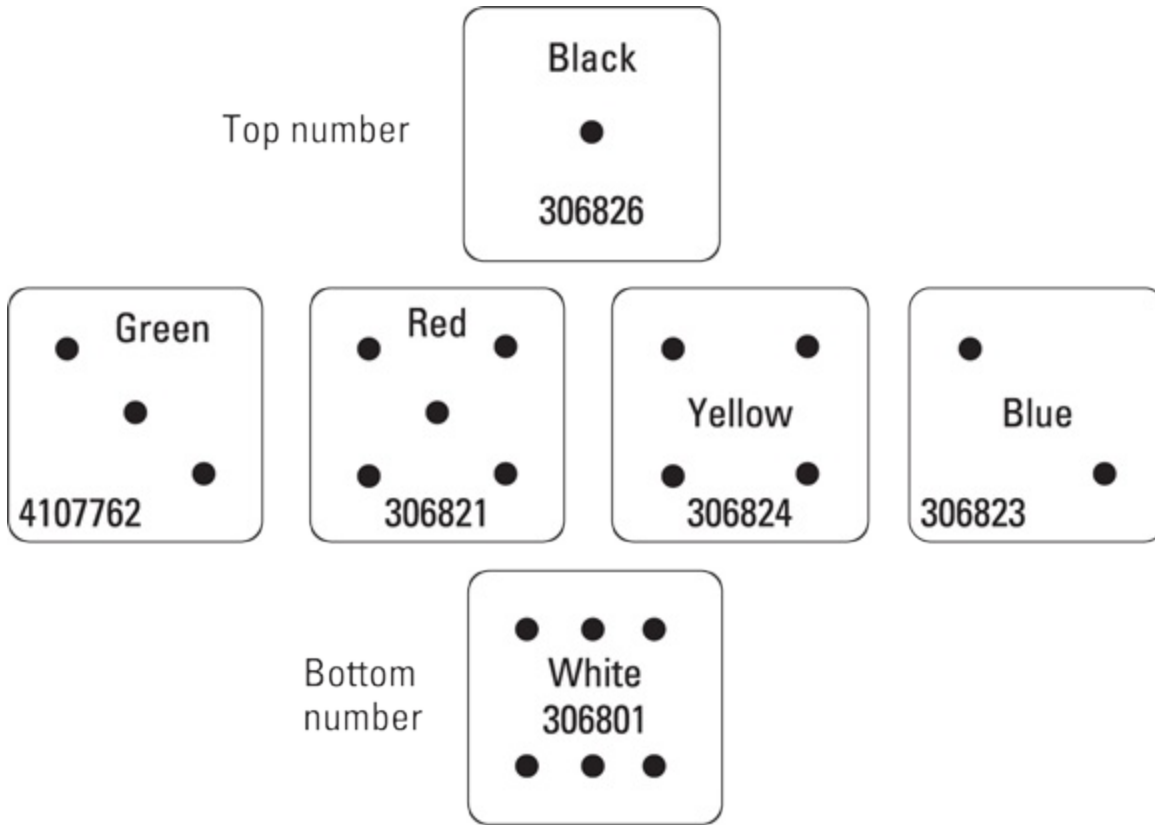 Black
Top number
306826
Green
4107762
Red
306821
Yellow
306824
Blue
306823
Bottom
number
White
306801